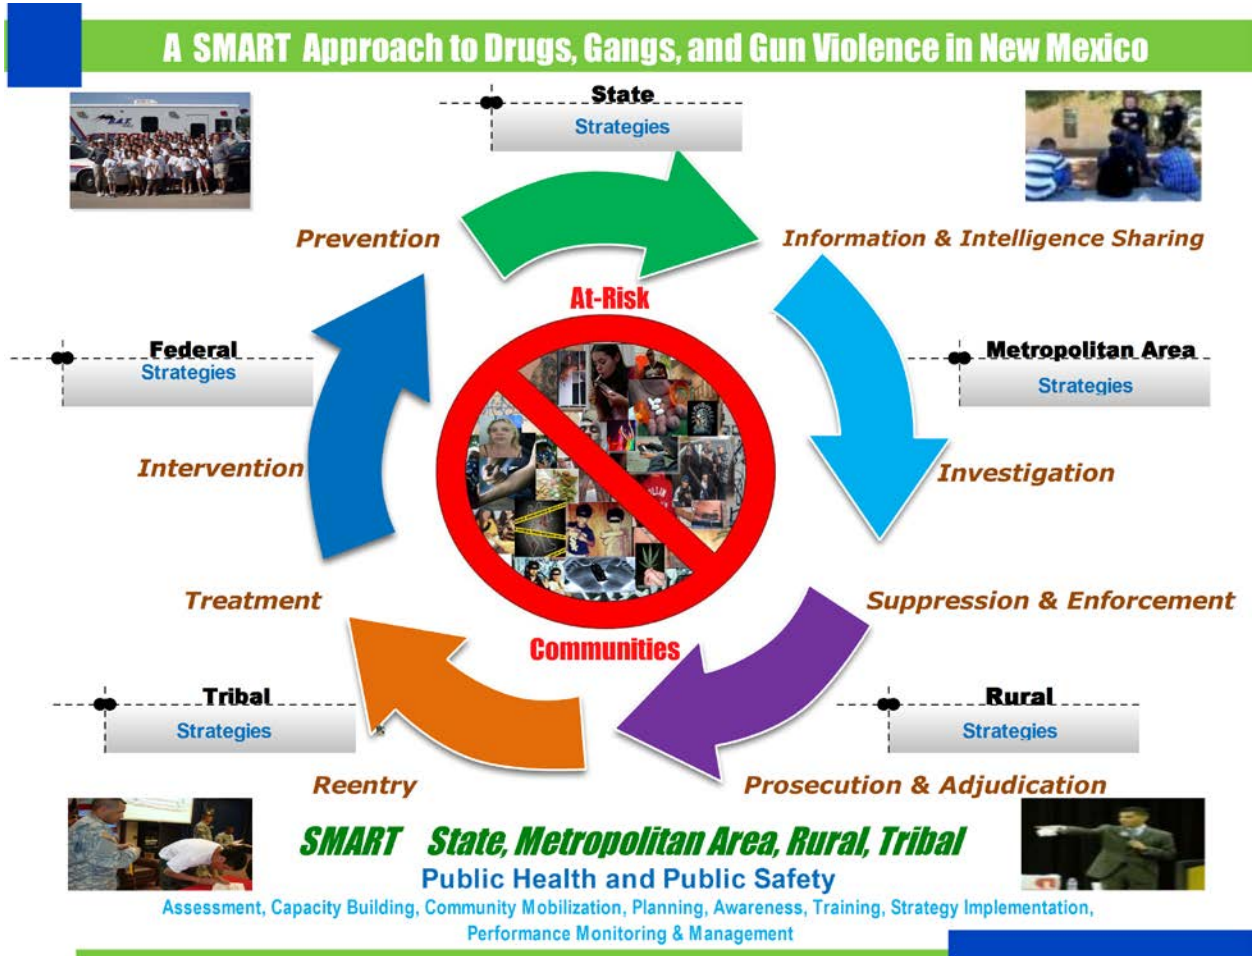 A SMART Approach to Drugs, Gangs, and Gun Violence in New Mexico
State
Strategies
Prevention
Information & Intelligence Sharing
At-Risk
Federal
Strategies
Metropolitan Area
Strategies
Intervention
Investigation
Treatment
Suppression & Enforcement
Communities
Tribal
Strategies
Rural
Strategies
Reentry
Prosecution & Adjudication
SMART State, Metropolitan Area, Rural, Tribal
Public Health and Public Safety
Assessment, Capacity Building, Community Mobilization, Planning, Awareness, Training, Strategy Implementation,
Performance Monitoring & Management